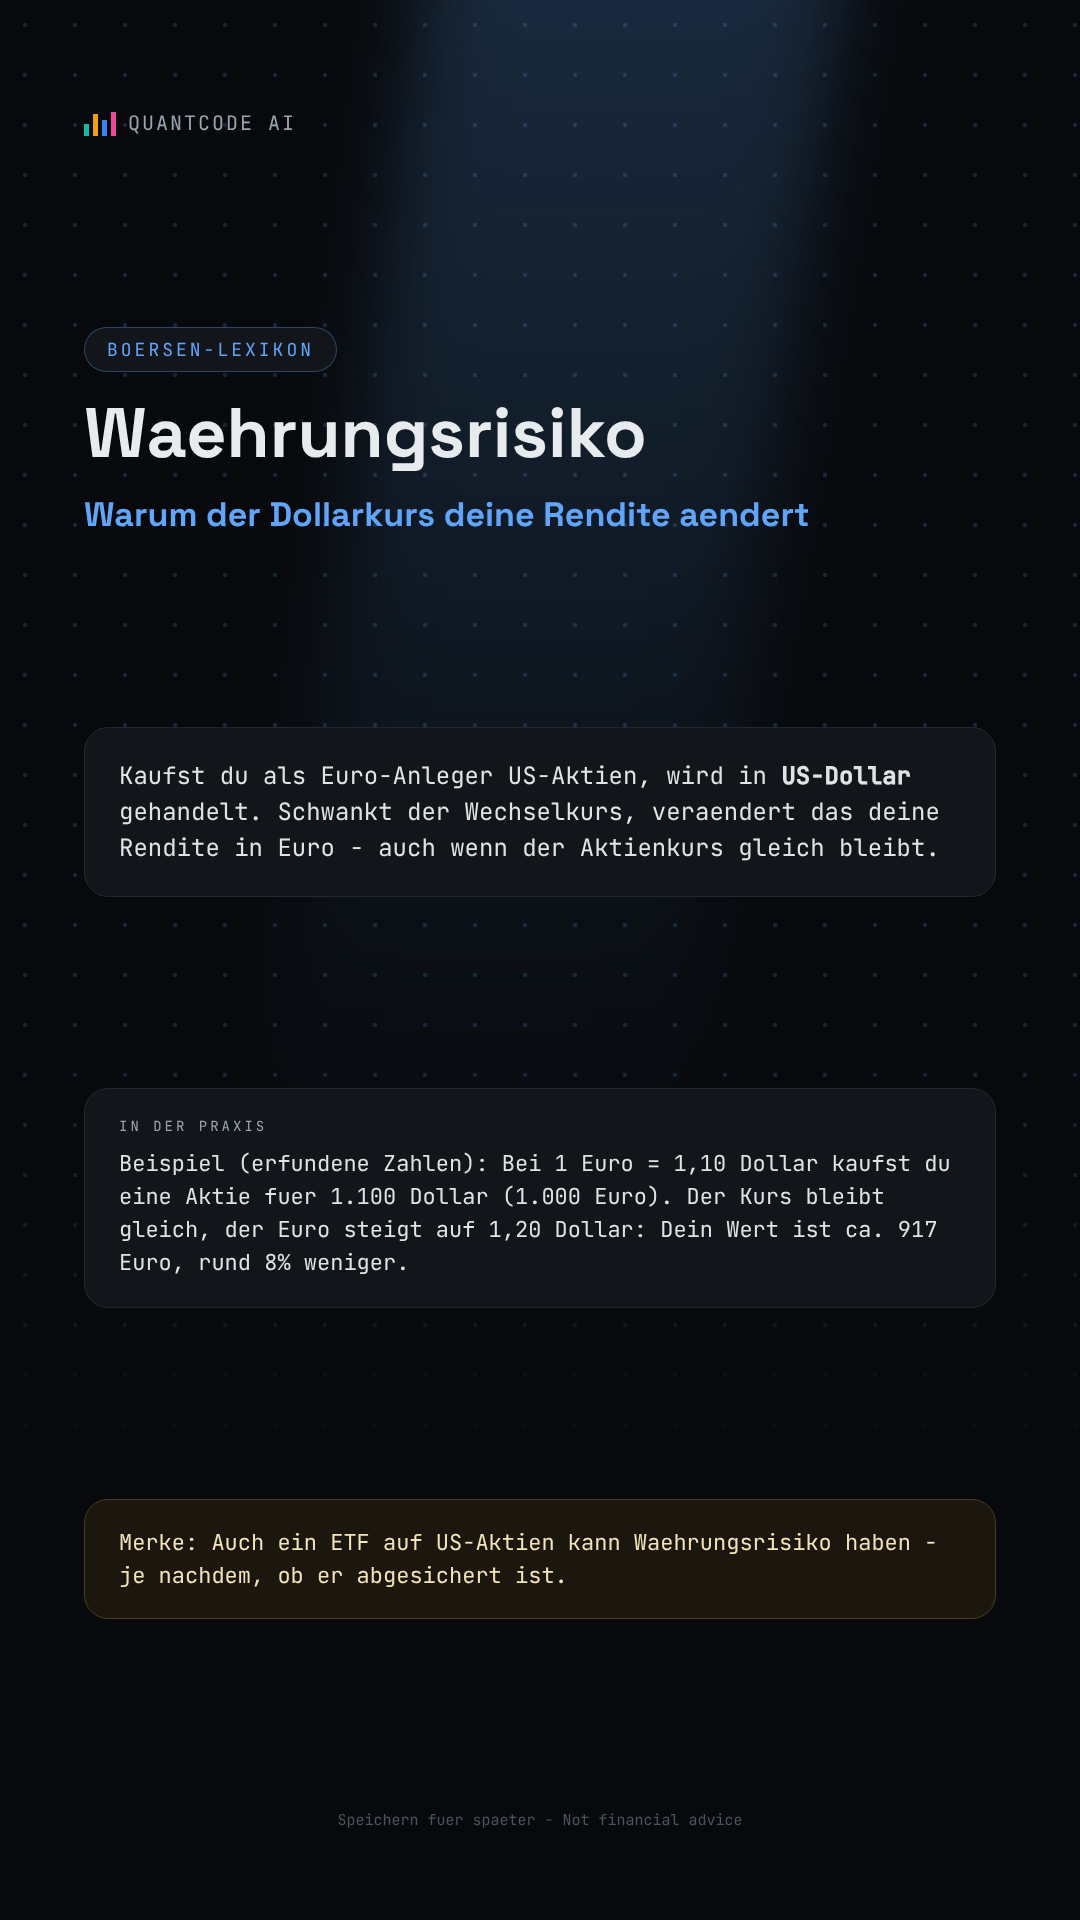 QUANTCODE AI
BOERSEN-LEXIKON
Waehrungsrisiko
Warum der Dollarkurs deine Rendite aendert
Kaufst du als Euro-Anleger US-Aktien, wird in US-Dollar
gehandelt. Schwankt der Wechselkurs, veraendert das deine
Rendite in Euro - auch wenn der Aktienkurs gleich bleibt.
IN DER PRAXIS
Beispiel (erfundene Zahlen): Bei 1 Euro = 1,10 Dollar kaufst du
eine Aktie fuer 1.100 Dollar (1.000 Euro). Der Kurs bleibt
gleich, der Euro steigt auf 1,20 Dollar: Dein Wert ist ca. 917
Euro, rund 8% weniger.
Merke: Auch ein ETF auf US-Aktien kann Waehrungsrisiko haben -
je nachdem, ob er abgesichert ist.
Speichern fuer spaeter - Not financial advice